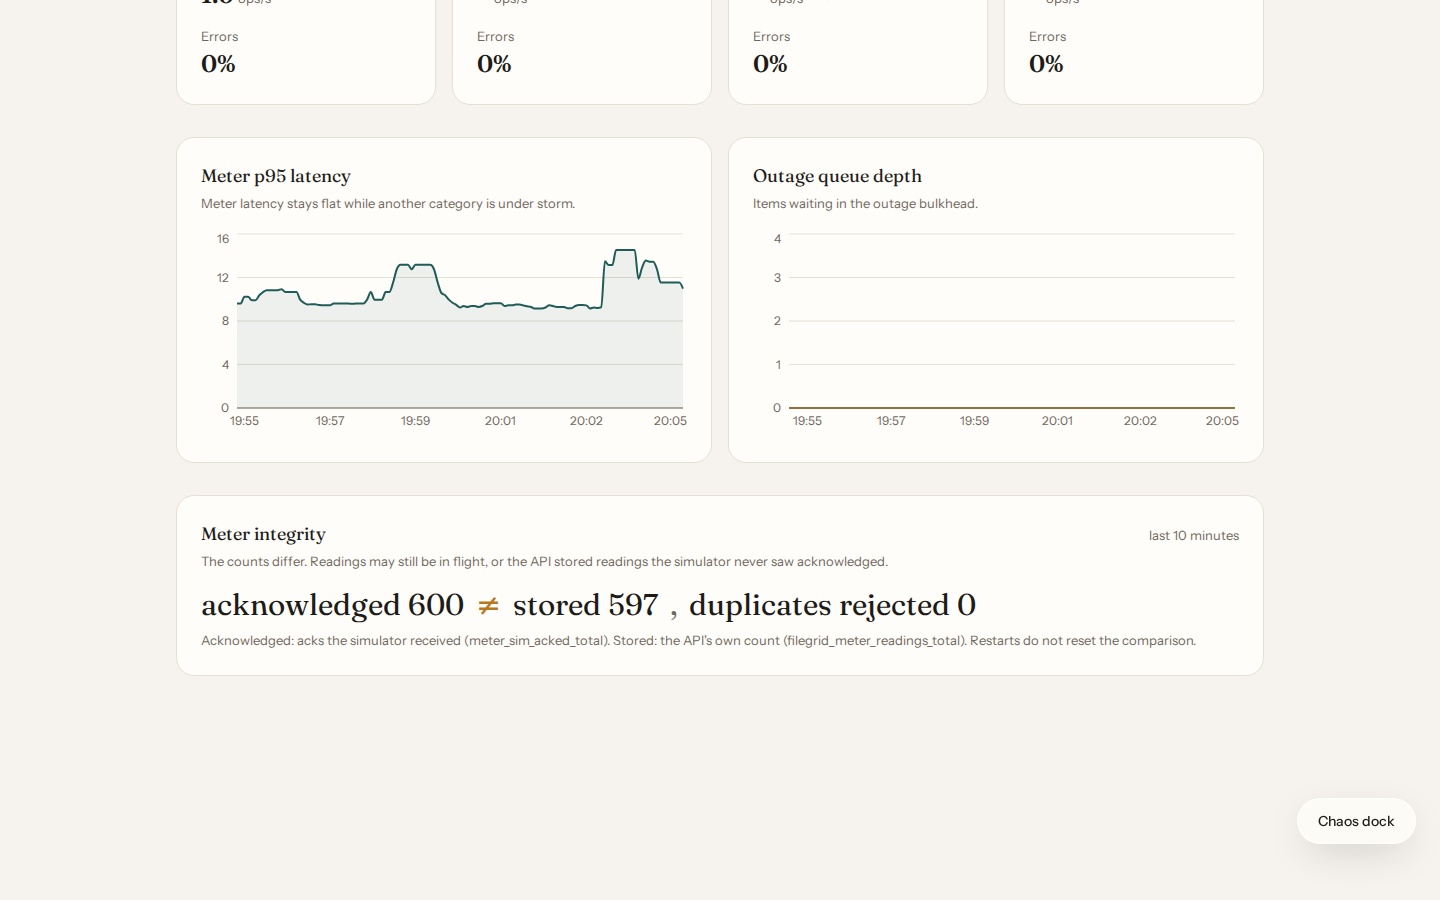 ops/s
ops/s
ops/s
ops/s
Errors
0%
Errors
0%
Errors
0%
Errors
0%
Meter p95 latency
Meter latency stays flat while another category is under storm.
16
12
8
4
0
19:55 19:57 19:59 20:01 20:02 20:05
Outage queue depth
Items waiting in the outage bulkhead.
4
3
2
1
0
19:55 19:57 19:59 20:01 20:02 20:05
Meter integrity
last 10 minutes
The counts differ. Readings may still be in flight, or the API stored readings the simulator never saw acknowledged.
acknowledged 600 ≠ stored 597 , duplicates rejected 0
Acknowledged: acks the simulator received (meter_sim_acked_total). Stored: the API's own count (filegrid_meter_readings_total). Restarts do not reset the comparison.
Chaos dock